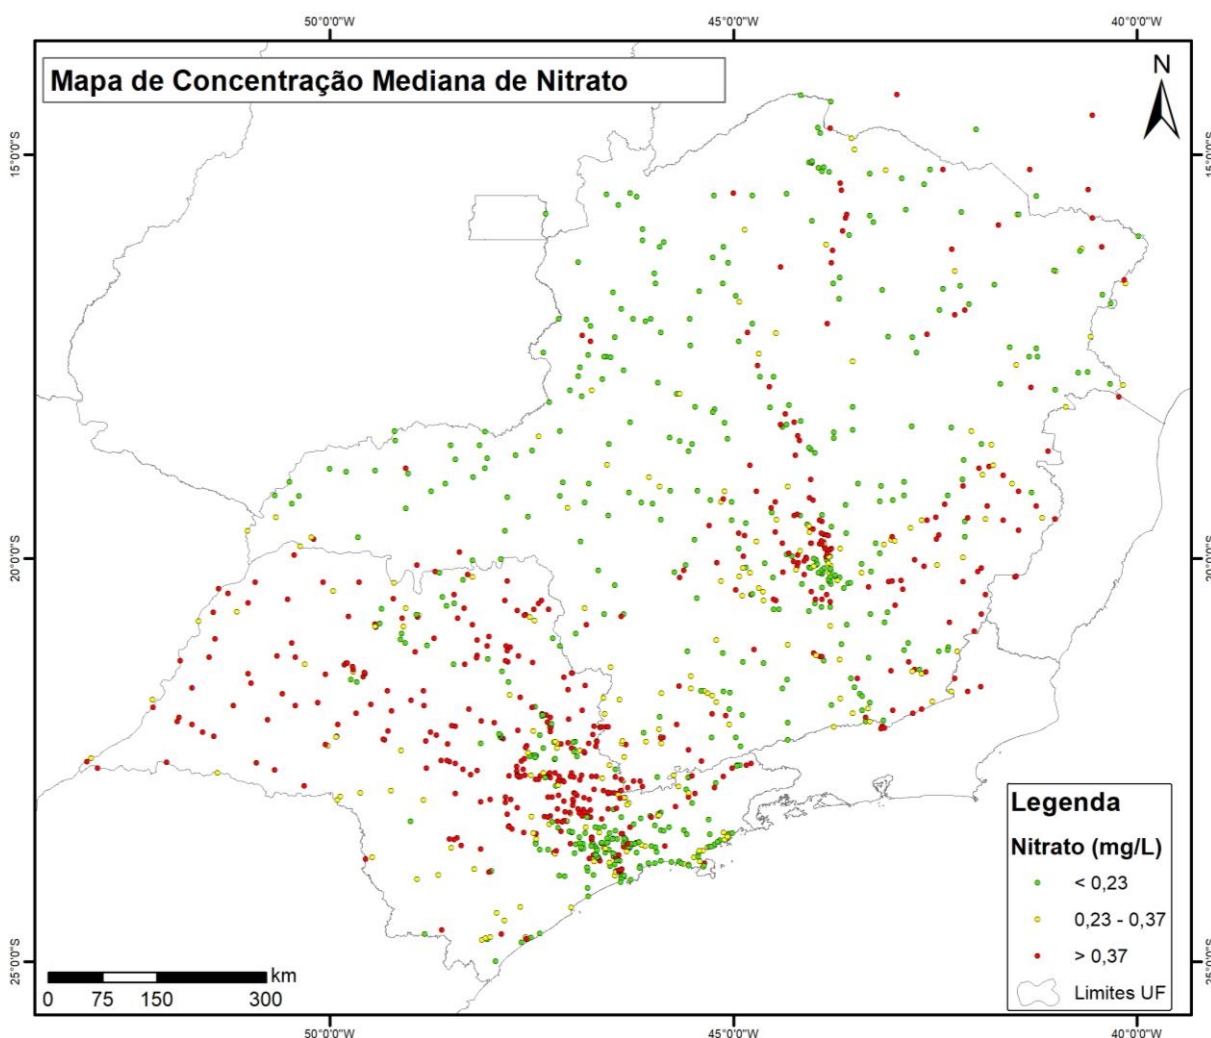 50°0'0"W 45°0'0"W 40°0'0"W
Mapa de Concentração Mediana de Nitrato
N
15°0'0"S 15°0'0"S
20°0'0"S 20°0'0"S
Legenda
Nitrato (mg/L)
< 0,23
0,23 - 0,37
> 0,37
Limites UF
25°0'0"S 25°0'0"S
km
0 75 150 300
50°0'0"W 45°0'0"W 40°0'0"W